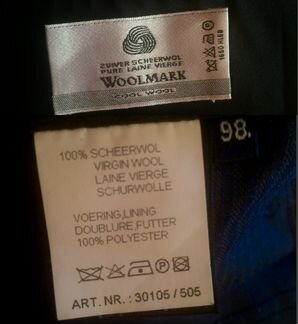 ZUIVER SCHEERWOL
PURE LAINE VIERGE
WOOLMARK
COOL WOOL
98.
100% SCHEERWOL
VIRGIN WOOL
LAINE VIERGE
SCHURWOLLE
VOERING,LINING
DOUBLURE,FUTTER
100% POLYESTER
P
ART. NR.: 30105 / 505